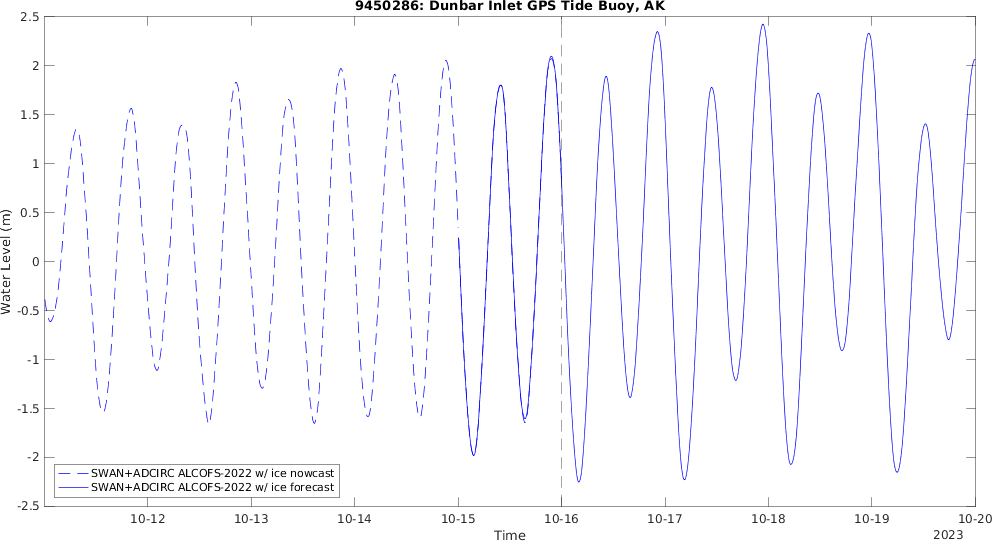 9450286: Dunbar Inlet GPS Tide Buoy, AK
2.5
2
1.5
1
0.5
0
-0.5
-1
-1.5
-2
-2.5
Water Level (m)
SWAN+ADCIRC ALCOFS-2022 w/ ice nowcast
SWAN+ADCIRC ALCOFS-2022 w/ ice forecast
10-12 10-13 10-14 10-15 10-16 10-17 10-18 10-19 10-20
Time
2023